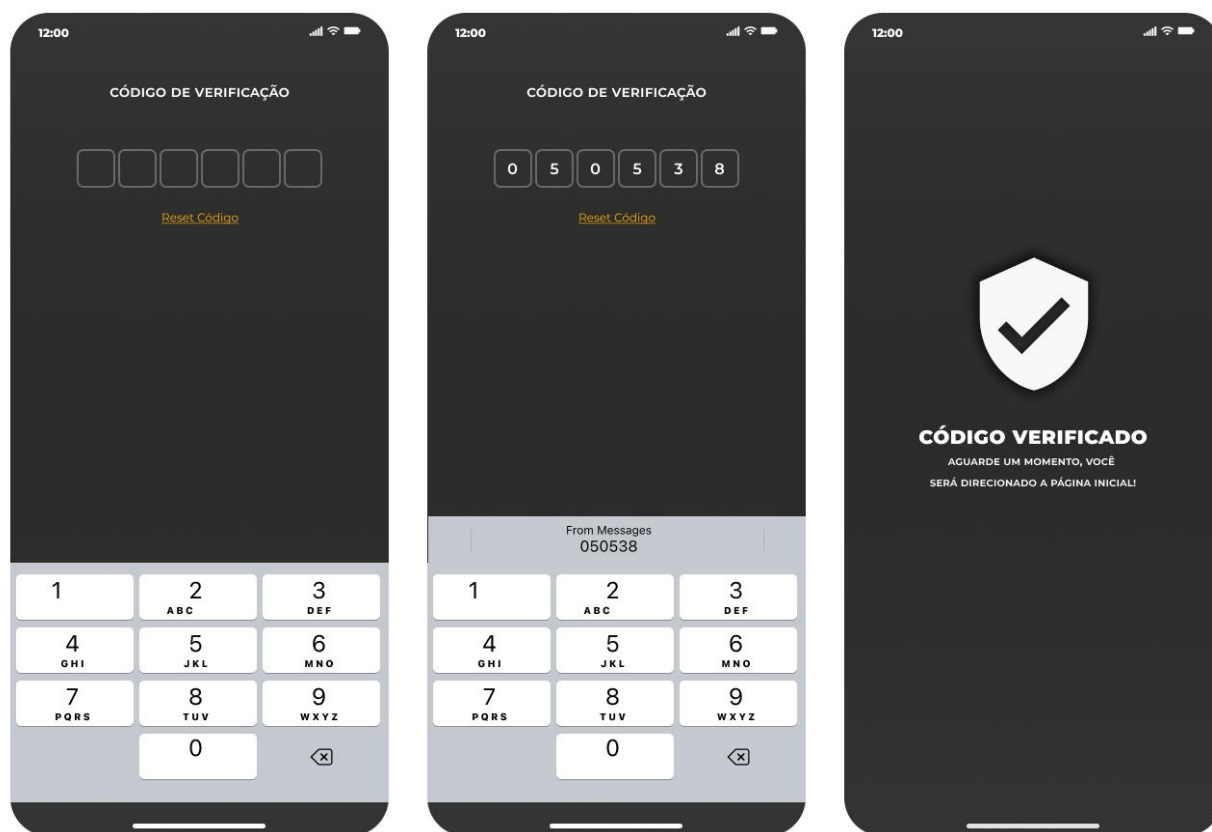 12:00
CÓDIGO DE VERIFICAÇÃO
Reset Código
1
2
3
ABC
DEF
4
5
6
GHI
JKL
MNO
7
8
9
PQRS
TUV
WXYZ
0
12:00
CÓDIGO DE VERIFICAÇÃO
0 5 0 5 3 8
Reset Código
From Messages
050538
1
2
3
ABC
DEF
4
5
6
GHI
JKL
MNO
7
8
9
PQRS
TUV
WXYZ
0
12:00
CÓDIGO VERIFICADO
AGUARDE UM MOMENTO, VOCÊ
SERÁ DIRECIONADO A PÁGINA INICIAL!